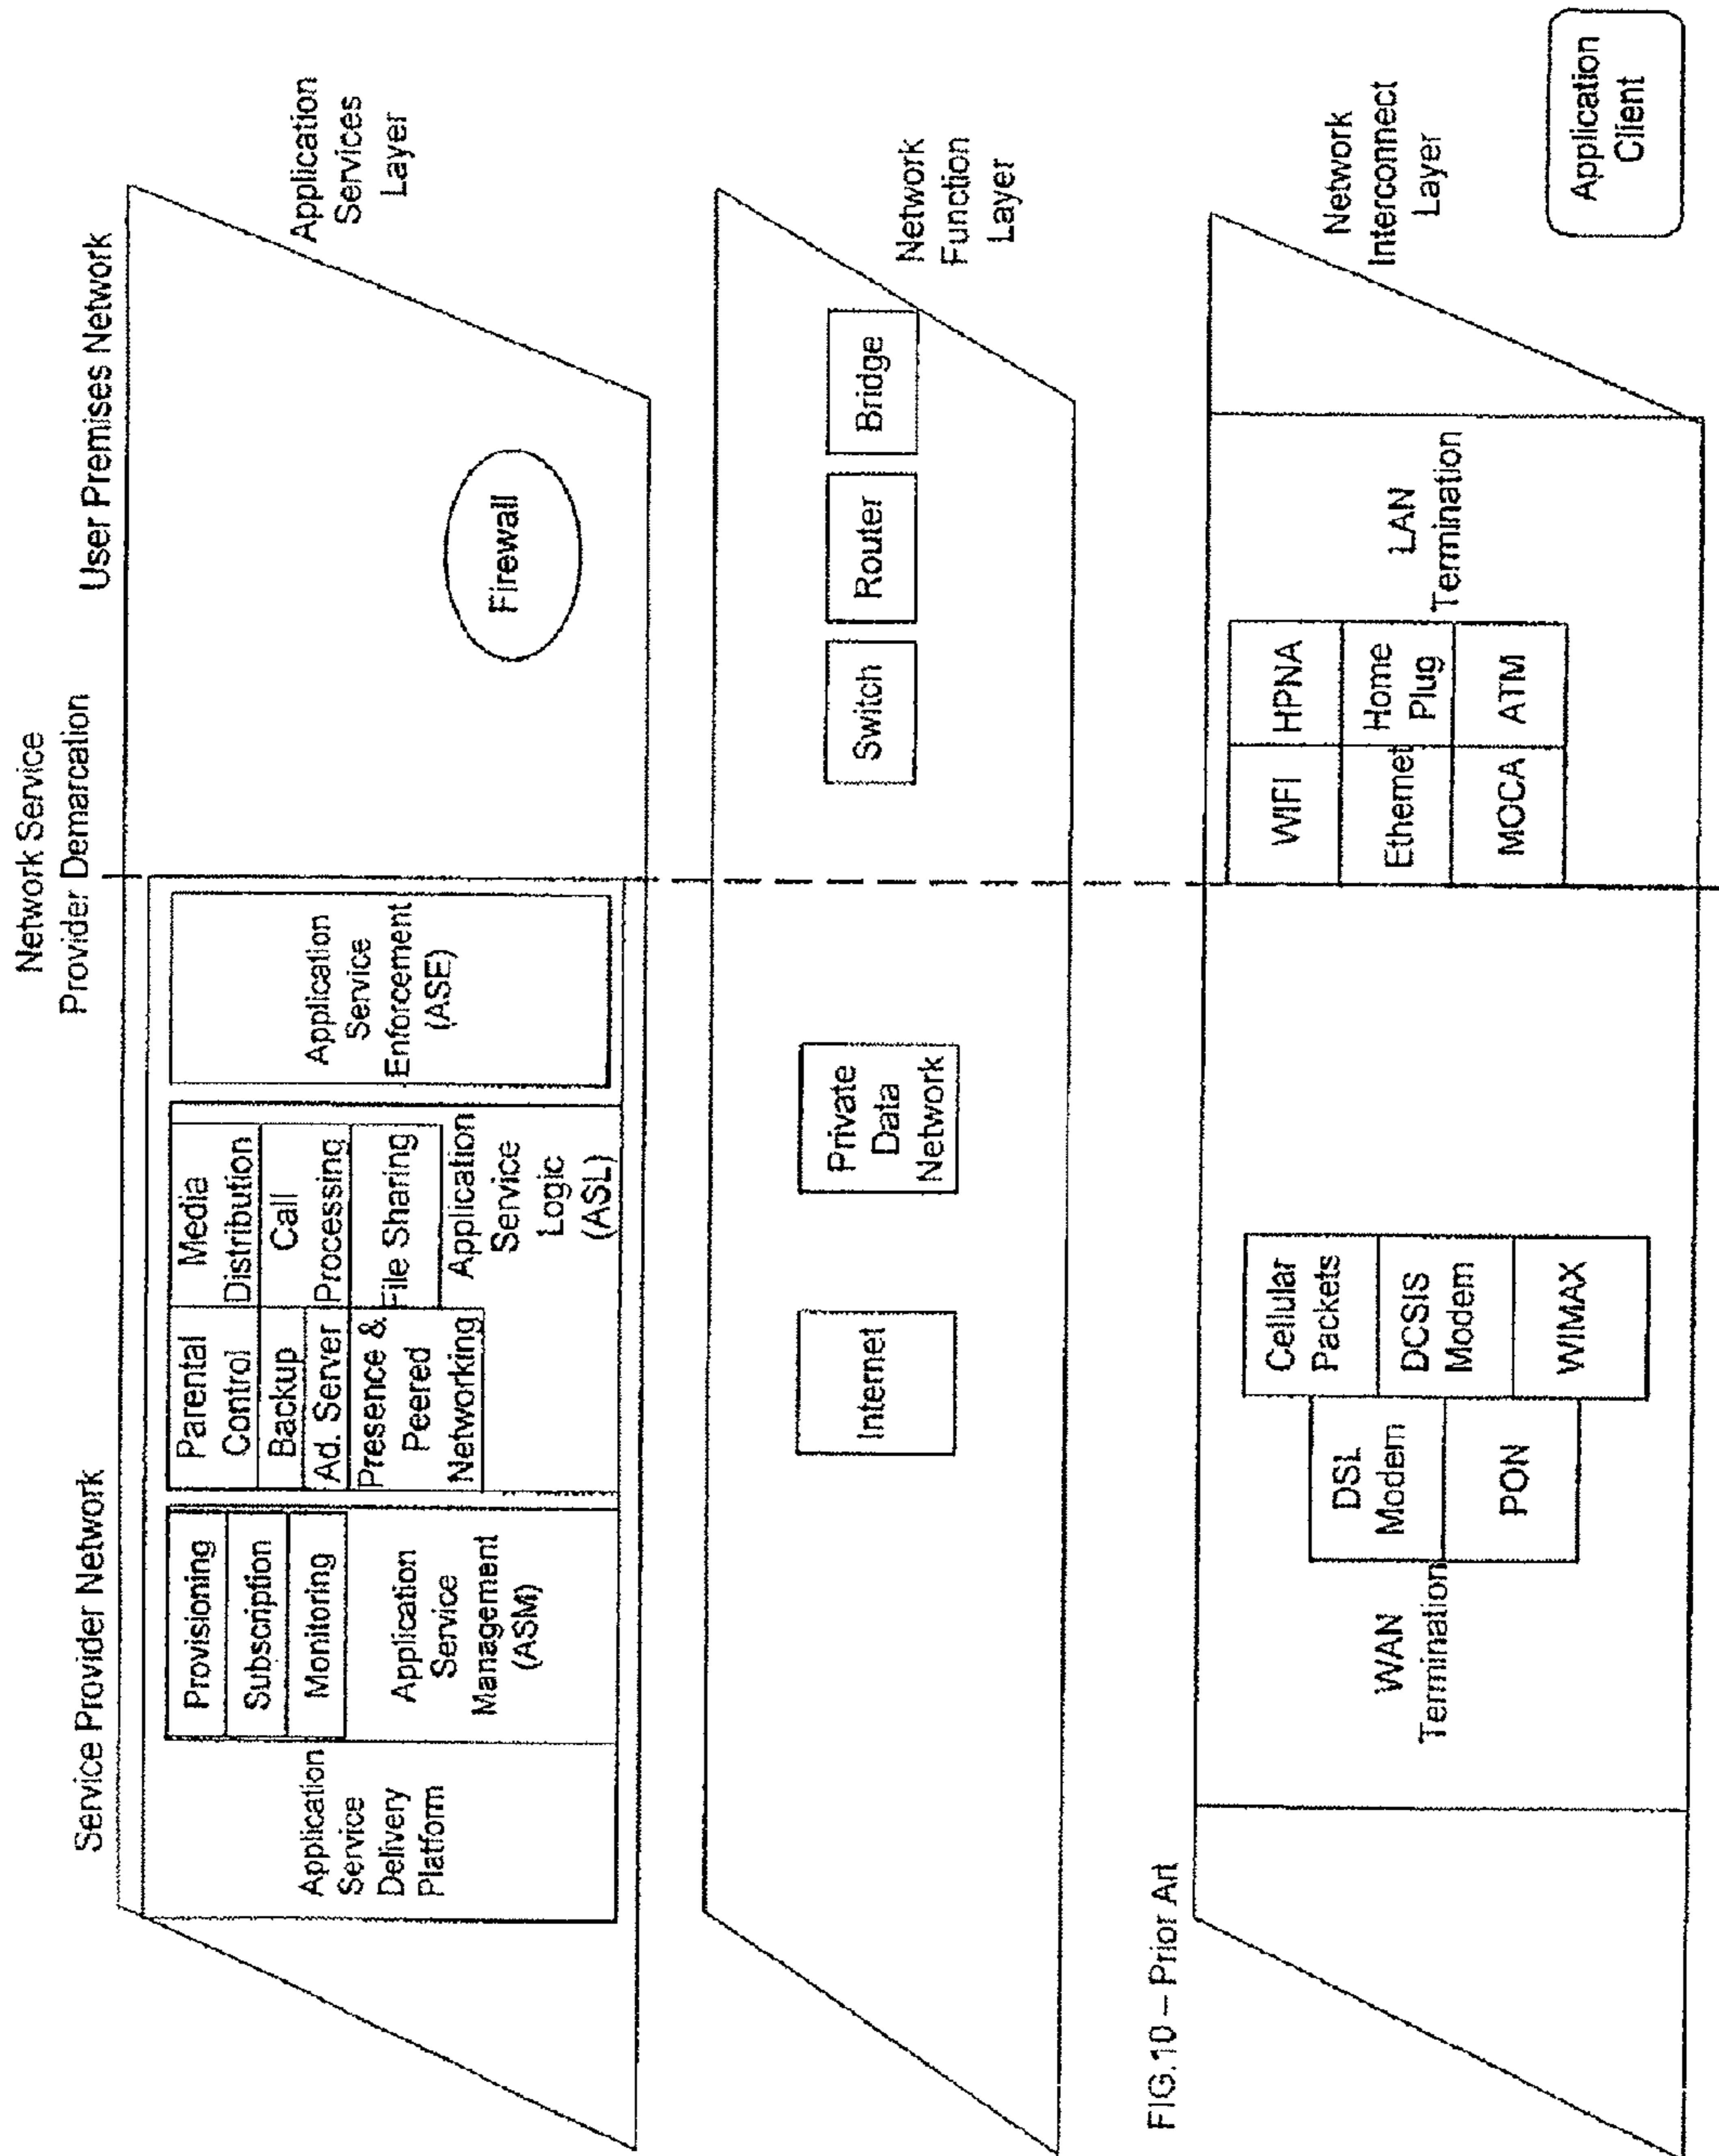 Network Service
Provider Demarcation
Service Provider Network
User Premises Network
Application
Service
Delivery
Platform
Provisioning
Subscription
Monitoring
Application
Service
Management
(ASM)
Parental
Control
Backup
Ad. Server
Presence &
Peered
Networking
Media
Distribution
Call
Processing
File Sharing
Application
Service
Logic
(ASL)
Application
Service
Enforcement
(ASE)
Firewall
Application
Services
Layer
Internet
Private
Data
Network
Switch
Router
Bridge
Network
Function
Layer
FIG.10 – Prior Art
WAN
Termination
DSL
Modem
PON
Cellular
Packets
DCSIS
Modem
WIMAX
WIFI
HPNA
Ethernet
Home
Plug
MOCA
ATM
LAN
Termination
Network
Interconnect
Layer
Application
Client